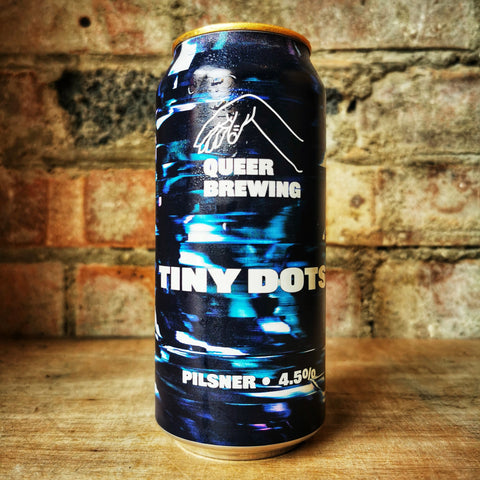 QUEER
BREWING
TINY DOTS
PILSNER • 4.5%